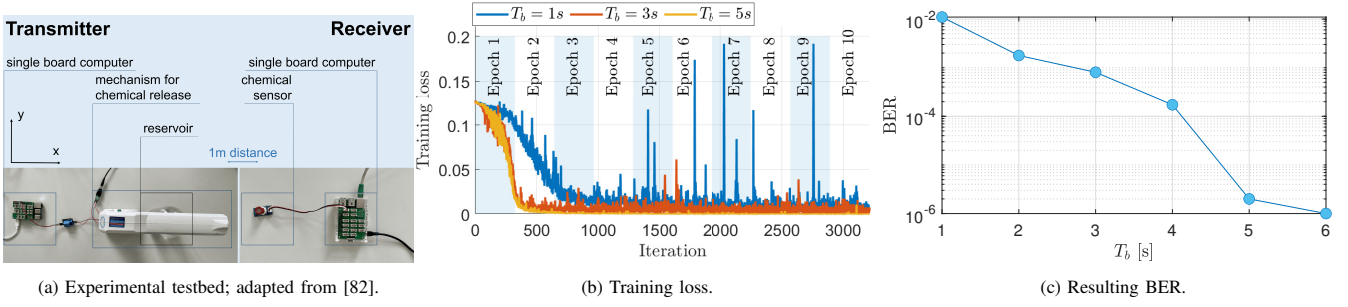 Transmitter Receiver
single board computer single board computer
mechanism for chemical release
chemical sensor
reservoir
1m distance
y
x
(a) Experimental testbed; adapted from [82].
T_b = 1s T_b = 3s T_b = 5s
Epoch 1 Epoch 2 Epoch 3 Epoch 4 Epoch 5 Epoch 6 Epoch 7 Epoch 8 Epoch 9 Epoch 10
Training loss
0.2
0.15
0.1
0.05
0
0 500 1000 1500 2000 2500 3000
Iteration
(b) Training loss.
BER
10^-2
10^-4
10^-6
1 2 3 4 5 6
T_b [s]
(c) Resulting BER.